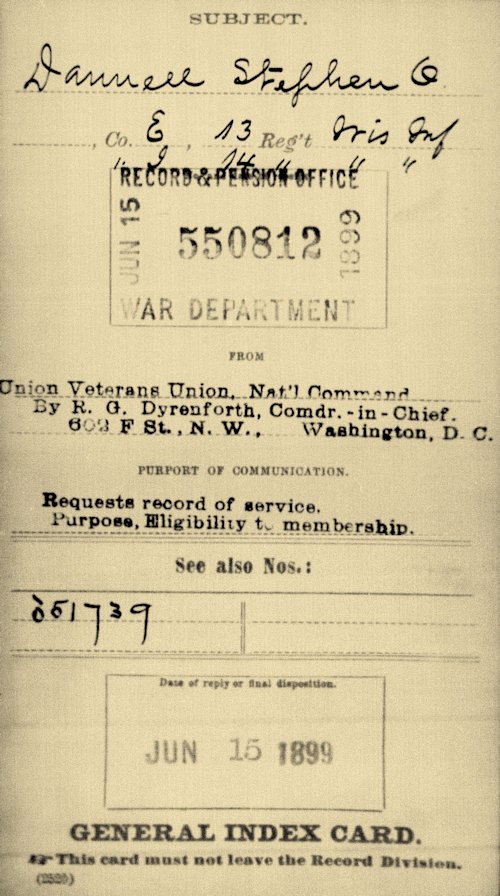 SUBJECT.
Dannell Stephen O
, Co. E, 13 Reg't Wis Inf
" I 14 " " "
RECORD & PENSION OFFICE
JUN 15 550812 1899
WAR DEPARTMENT
FROM
Union Veterans Union, Nat'l Command
By R. G. Dyrenforth, Comdr.-in-Chief.
602 F St., N. W., Washington, D. C.
PURPORT OF COMMUNICATION.
Requests record of service.
Purpose, Eligibility to membership.
See also Nos.:
551739
Date of reply or final disposition.
JUN 15 1899
GENERAL INDEX CARD.
☞This card must not leave the Record Division.
(2529)